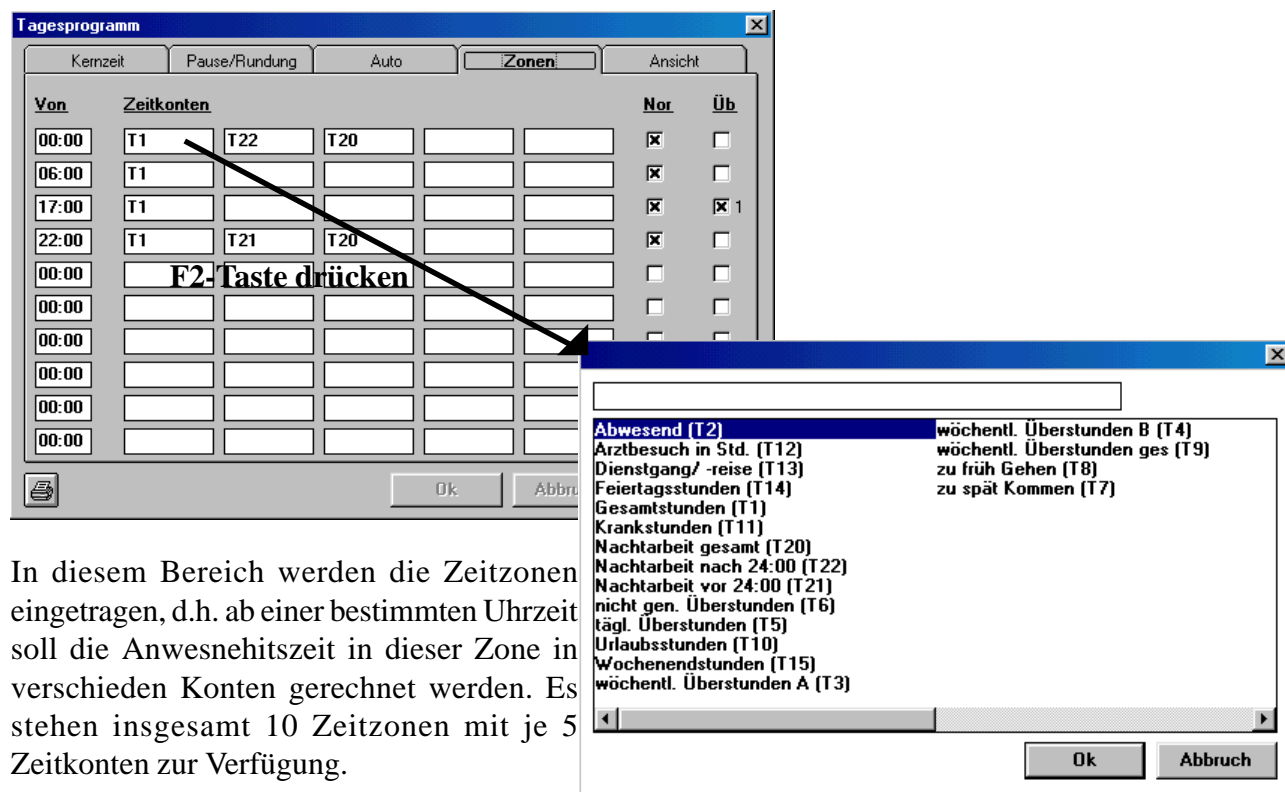 Tagesprogramm
Kernzeit Pause/Rundung Auto Zonen Ansicht
Von Zeitkonten Nor Üb
00:00 T1 T22 T20
06:00 T1
17:00 T1 1
22:00 T1 T21 T20
00:00
F2-Taste drücken
00:00
00:00
00:00
00:00
00:00
Ok Abbru
Abwesend (T2)
Arztbesuch in Std. (T12)
Dienstgang/ -reise (T13)
Feiertagsstunden (T14)
Gesamtstunden (T1)
Krankstunden (T11)
Nachtarbeit gesamt (T20)
Nachtarbeit nach 24:00 (T22)
Nachtarbeit vor 24:00 (T21)
nicht gen. Überstunden (T6)
tägl. Überstunden (T5)
Urlaubsstunden (T10)
Wochenendstunden (T15)
wöchentl. Überstunden A (T3)
wöchentl. Überstunden B (T4)
wöchentl. Überstunden ges (T9)
zu früh Gehen (T8)
zu spät Kommen (T7)
Ok Abbruch
In diesem Bereich werden die Zeitzonen
eingetragen, d.h. ab einer bestimmten Uhrzeit
soll die Anwesnehitszeit in dieser Zone in
verschieden Konten gerechnet werden. Es
stehen insgesamt 10 Zeitzonen mit je 5
Zeitkonten zur Verfügung.